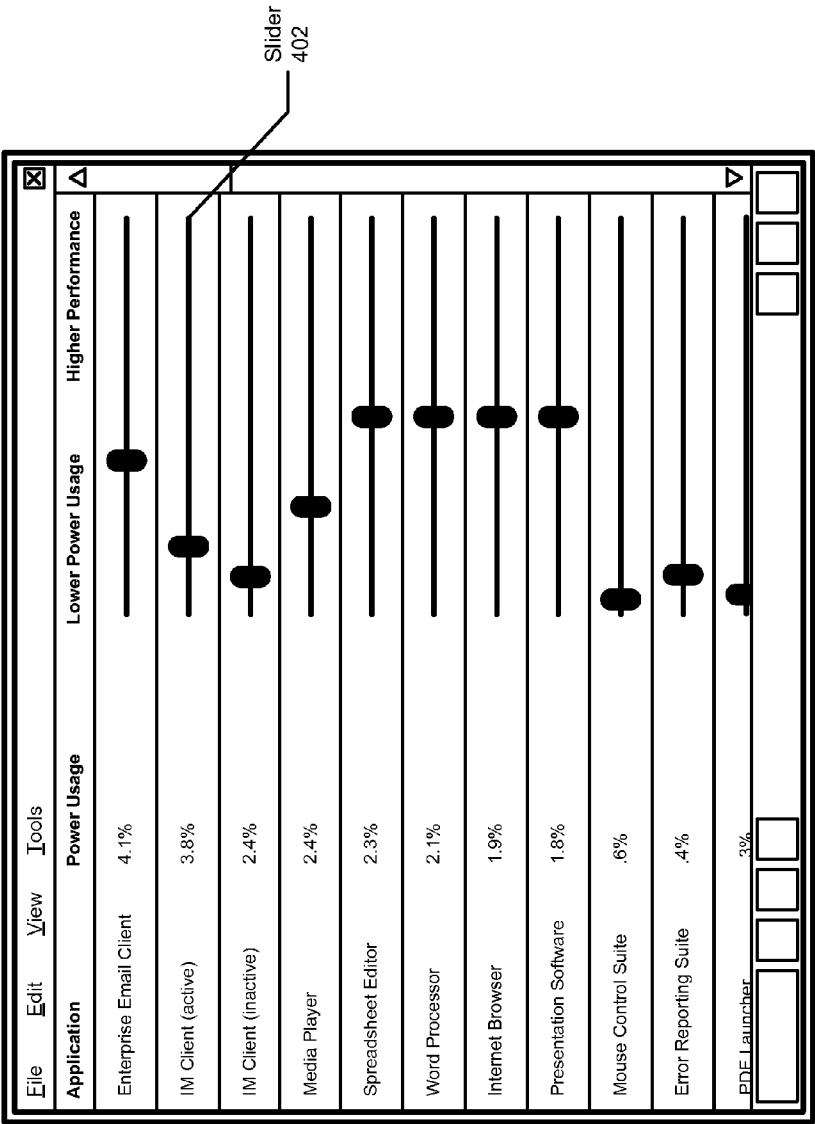 File Edit View Tools
Application Power Usage Lower Power Usage Higher Performance
Enterprise Email Client 4.1%
IM Client (active) 3.8%
IM Client (inactive) 2.4%
Media Player 2.4%
Spreadsheet Editor 2.3%
Word Processor 2.1%
Internet Browser 1.9%
Presentation Software 1.8%
Mouse Control Suite .6%
Error Reporting Suite .4%
PDF Launcher .3%
Slider
402